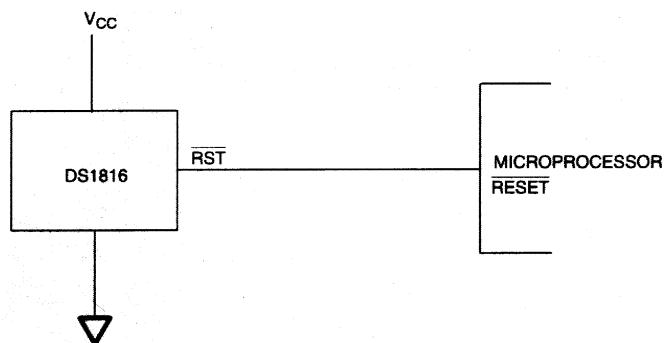 VCC
RST
DS1816
MICROPROCESSOR
RESET